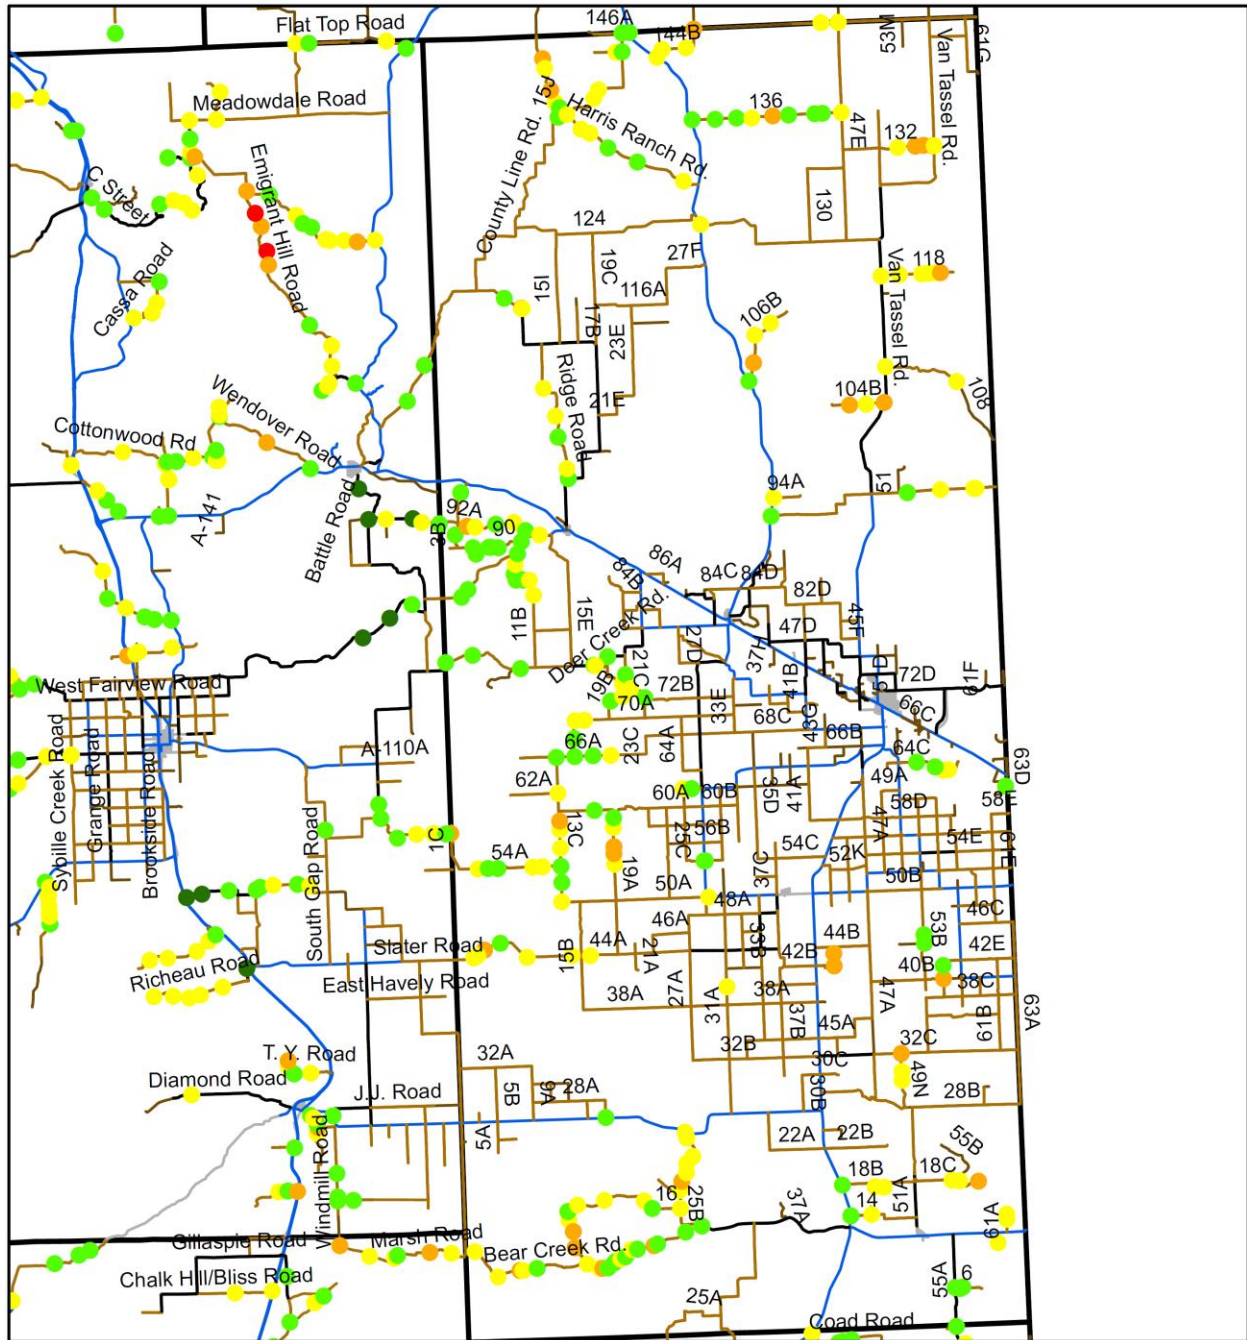 Flat Top Road
146A
144B
53M
61G
Van Tassel Rd.
Meadowdale Road
153
Harris Ranch Rd.
136
47E
132
C Street
Emigrant Hill Road
County Line Rd.
124
130
Cassa Road
15I
19C
27F
116A
17B
23E
118
Van Tassel Rd.
106B
Ridge Road
21E
104B
108
Wendover Road
Cottonwood Rd
A-141
Battle Road
92A
3B
90
94A
51
86A
84B
84C
84D
82D
11B
15E
Deer Creek Rd.
27D
47D
45F
37H
West Fairview Road
21C
19B
72B
70A
33E
41B
72D
61F
68C
43G
66C
66B
66A
23C
64A
64C
A-110A
62A
60A
60B
35D
41A
49A
63D
58E
58D
Sybille Creek Road
Grange Road
Brookside Road
South Gap Road
1C
13C
56B
25C
47A
54E
61E
54A
19A
54C
52K
37C
50A
50B
48A
46C
46A
Slater Road
15B
44A
21A
33B
42B
44B
53B
42E
Richeau Road
East Havely Road
40B
38C
38A
27A
31A
38A
37B
47A
45A
61B
63A
32B
30C
32C
T. Y. Road
32A
Diamond Road
J.J. Road
5B
9A
28A
30B
49N
28B
5A
22A
22B
55B
Windmill Road
18B
18C
16
25B
37A
14
51A
61A
Gillaspie Road
Marsh Road
Bear Creek Rd.
Chalk Hill/Bliss Road
55A
6
25A
Coad Road